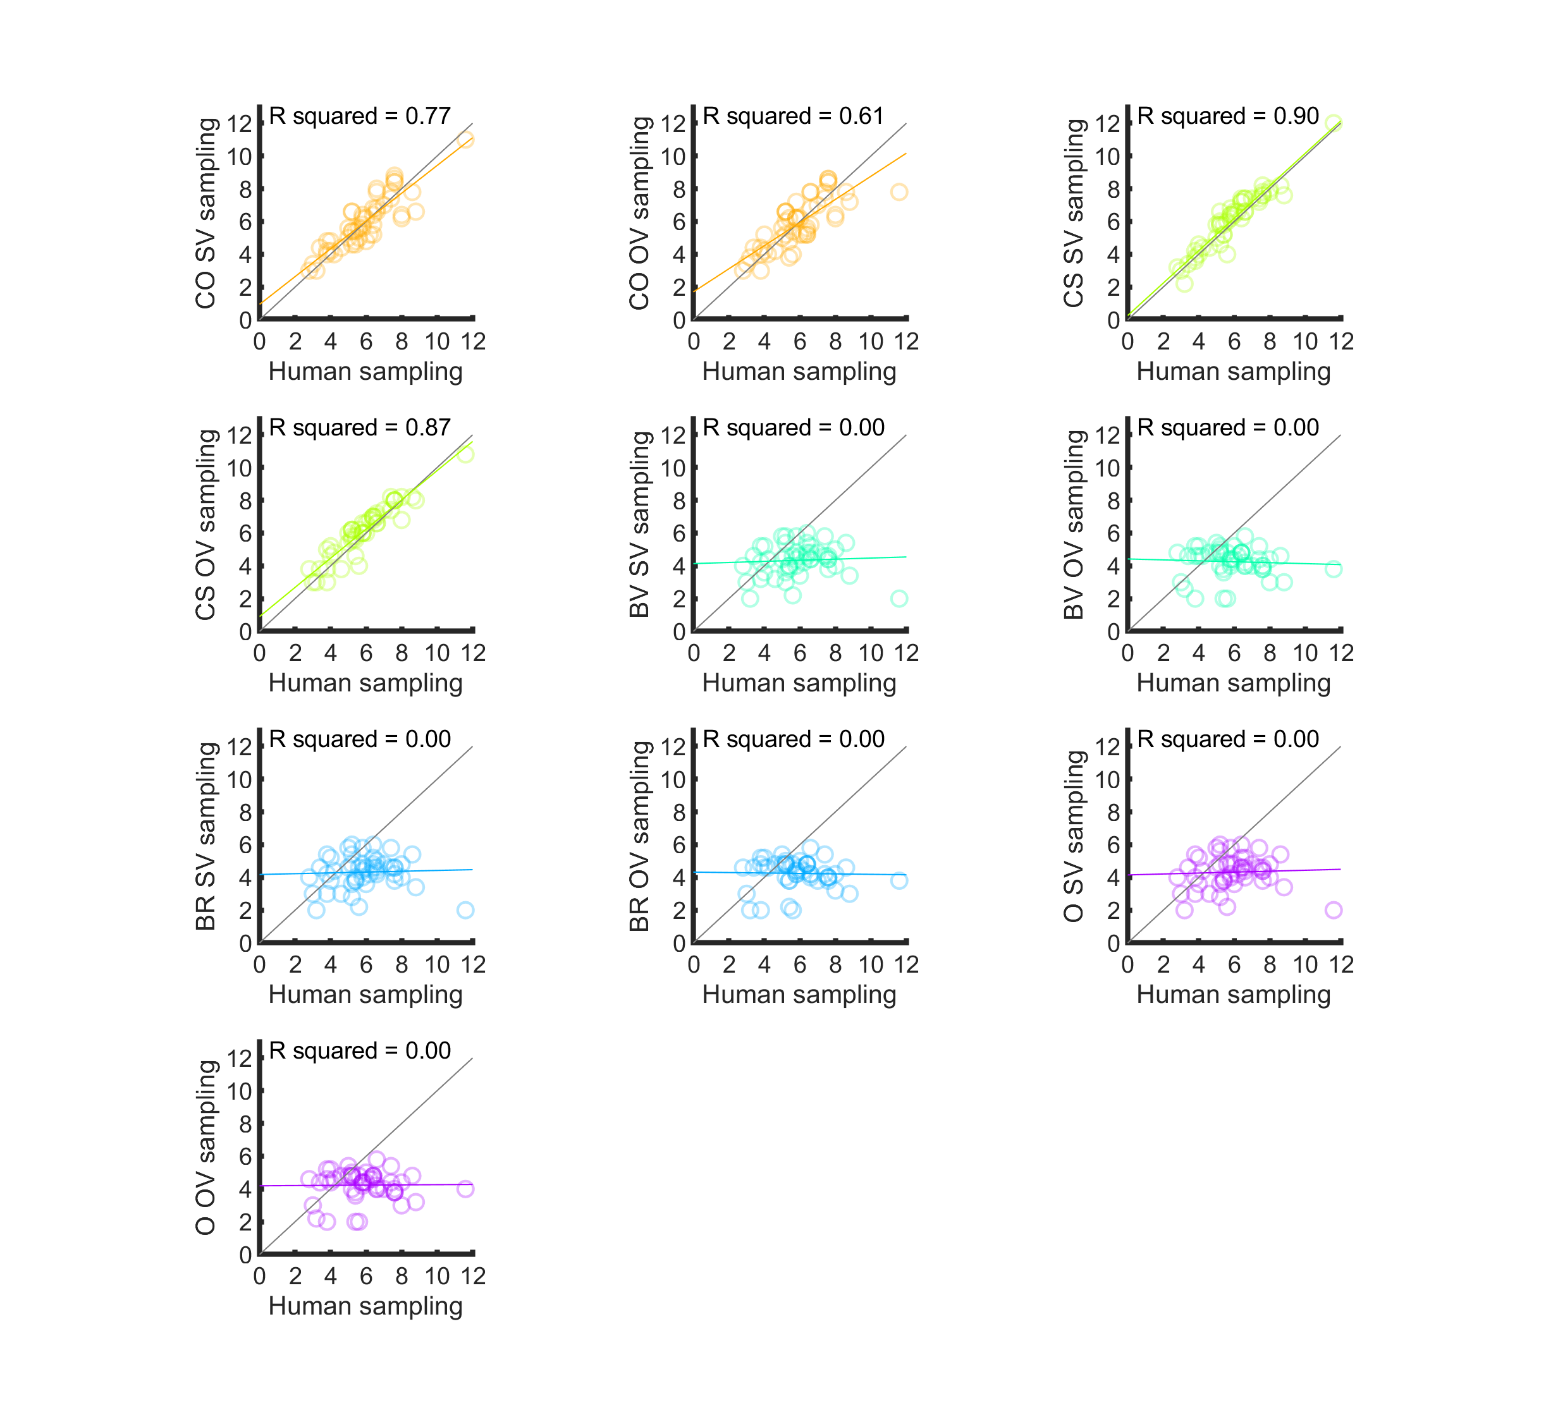 R squared = 0.77
CO SV sampling
12
10
8
6
4
2
0
0 2 4 6 8 10 12
Human sampling
R squared = 0.61
CO OV sampling
12
10
8
6
4
2
0
0 2 4 6 8 10 12
Human sampling
R squared = 0.90
CS SV sampling
12
10
8
6
4
2
0
0 2 4 6 8 10 12
Human sampling
R squared = 0.87
CS OV sampling
12
10
8
6
4
2
0
0 2 4 6 8 10 12
Human sampling
R squared = 0.00
BV SV sampling
12
10
8
6
4
2
0
0 2 4 6 8 10 12
Human sampling
R squared = 0.00
BV OV sampling
12
10
8
6
4
2
0
0 2 4 6 8 10 12
Human sampling
R squared = 0.00
BR SV sampling
12
10
8
6
4
2
0
0 2 4 6 8 10 12
Human sampling
R squared = 0.00
BR OV sampling
12
10
8
6
4
2
0
0 2 4 6 8 10 12
Human sampling
R squared = 0.00
O SV sampling
12
10
8
6
4
2
0
0 2 4 6 8 10 12
Human sampling
R squared = 0.00
O OV sampling
12
10
8
6
4
2
0
0 2 4 6 8 10 12
Human sampling